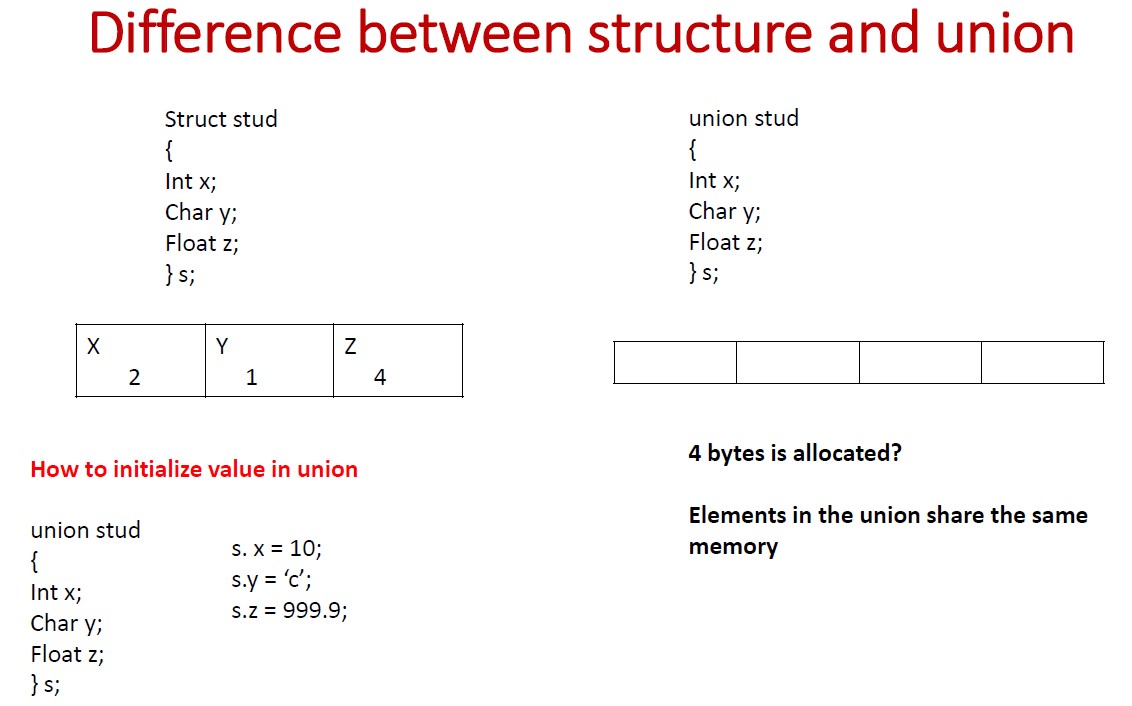 Difference between structure and union
Struct stud
{
Int x;
Char y;
Float z;
} s;
union stud
{
Int x;
Char y;
Float z;
} s;
X Y Z
2 1 4
4 bytes is allocated?
Elements in the union share the same
memory
How to initialize value in union
union stud
{
Int x;
Char y;
Float z;
} s;
s. x = 10;
s.y = ‘c’;
s.z = 999.9;